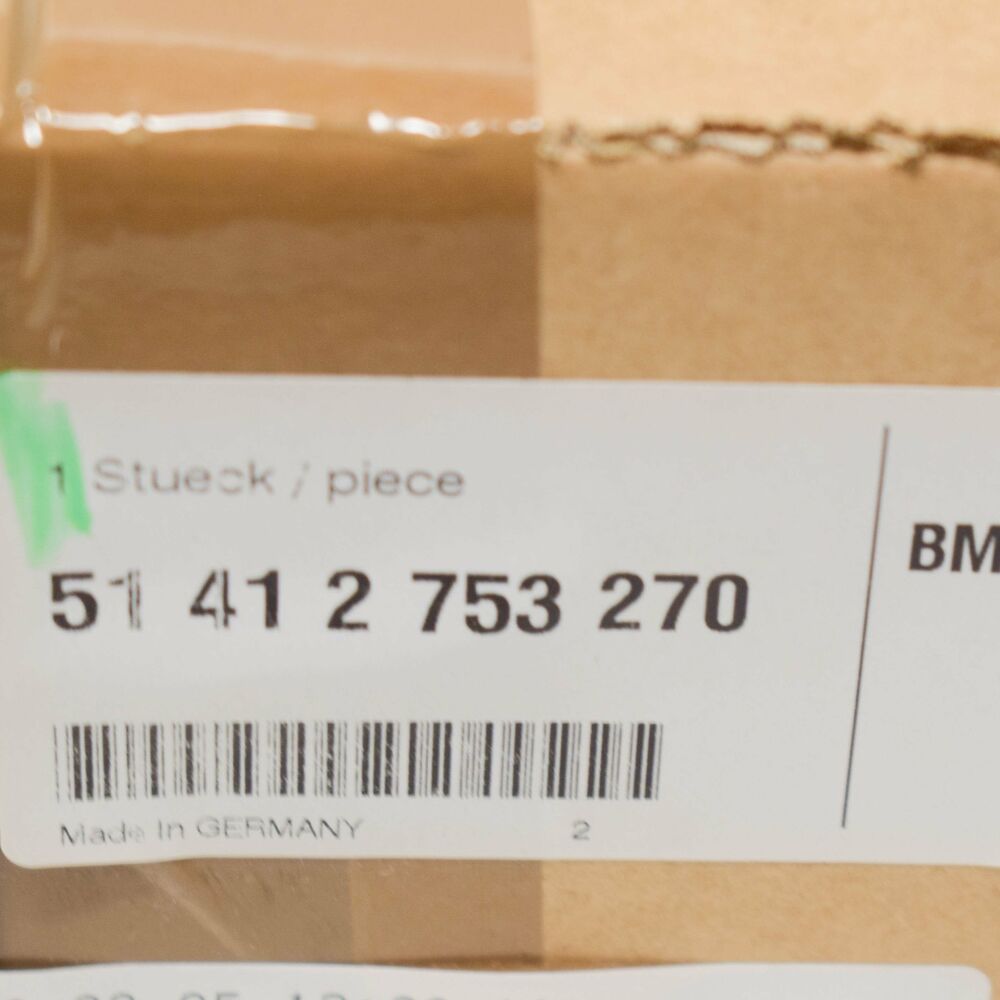 1 Stueck / piece
51 41 2 753 270
BM
Made In GERMANY 2